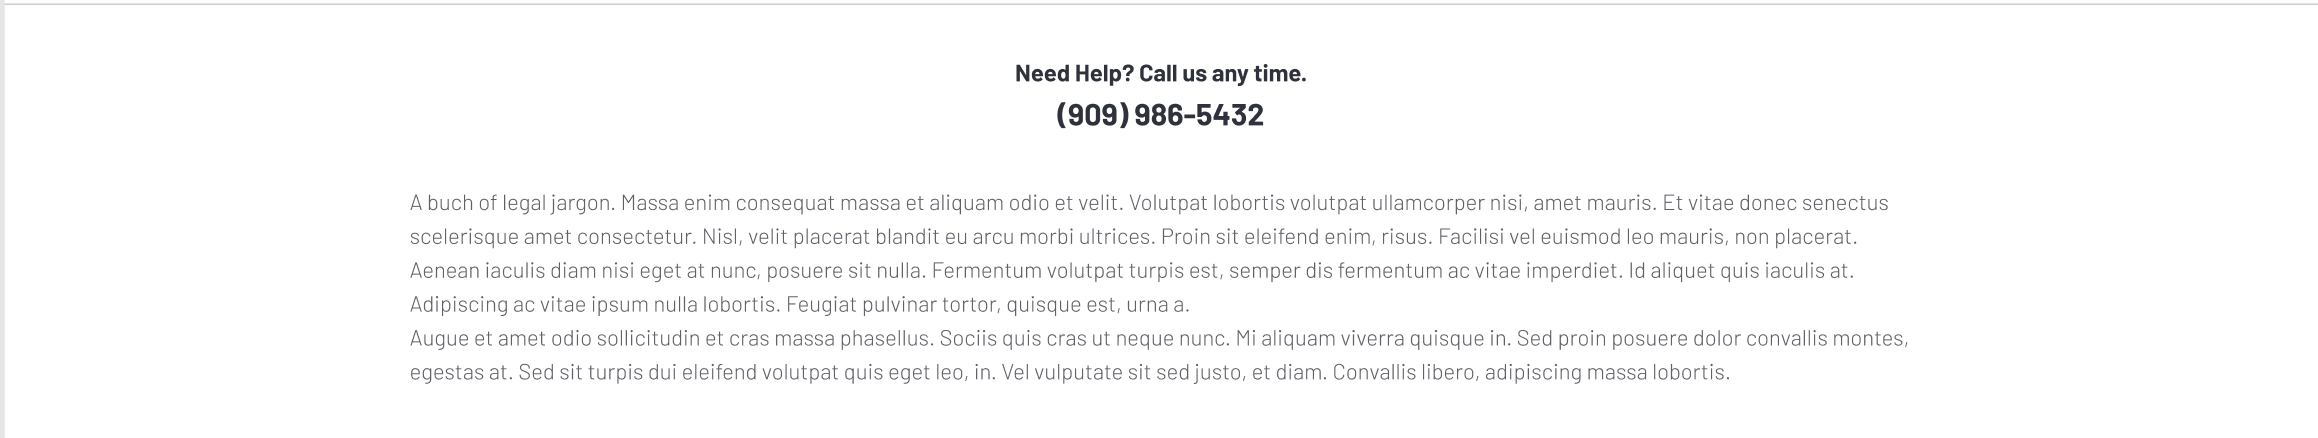 Need Help? Call us any time.
(909) 986-5432
A buch of legal jargon. Massa enim consequat massa et aliquam odio et velit. Volutpat lobortis volutpat ullamcorper nisi, amet mauris. Et vitae donec senectus
scelerisque amet consectetur. Nisl, velit placerat blandit eu arcu morbi ultrices. Proin sit eleifend enim, risus. Facilisi vel euismod leo mauris, non placerat.
Aenean iaculis diam nisi eget at nunc, posuere sit nulla. Fermentum volutpat turpis est, semper dis fermentum ac vitae imperdiet. Id aliquet quis iaculis at.
Adipiscing ac vitae ipsum nulla lobortis. Feugiat pulvinar tortor, quisque est, urna a.
Augue et amet odio sollicitudin et cras massa phasellus. Sociis quis cras ut neque nunc. Mi aliquam viverra quisque in. Sed proin posuere dolor convallis montes,
egestas at. Sed sit turpis dui eleifend volutpat quis eget leo, in. Vel vulputate sit sed justo, et diam. Convallis libero, adipiscing massa lobortis.